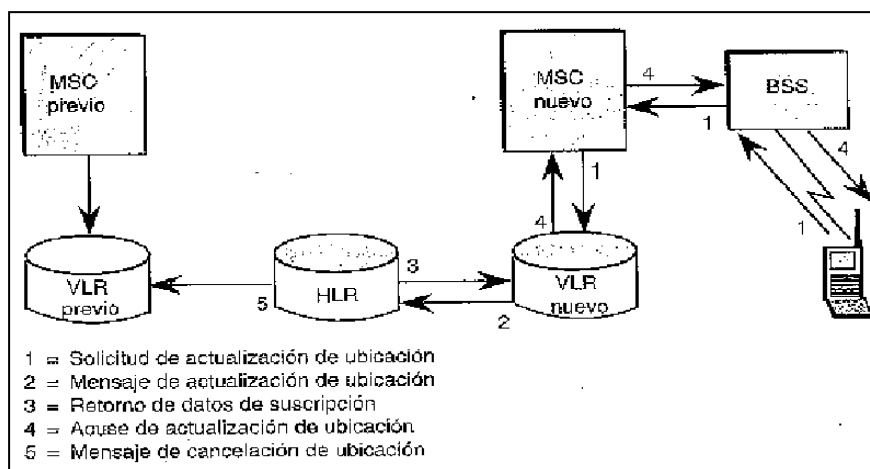 MSC
previo
MSC
nuevo
4
BSS
1
1
4
4
1
VLR
previo
5
HLR
3
2
VLR
nuevo
1 = Solicitud de actualización de ubicación
2 = Mensaje de actualización de ubicación
3 = Retorno de datos de suscripción
4 = Acuse de actualización de ubicación
5 = Mensaje de cancelación de ubicación